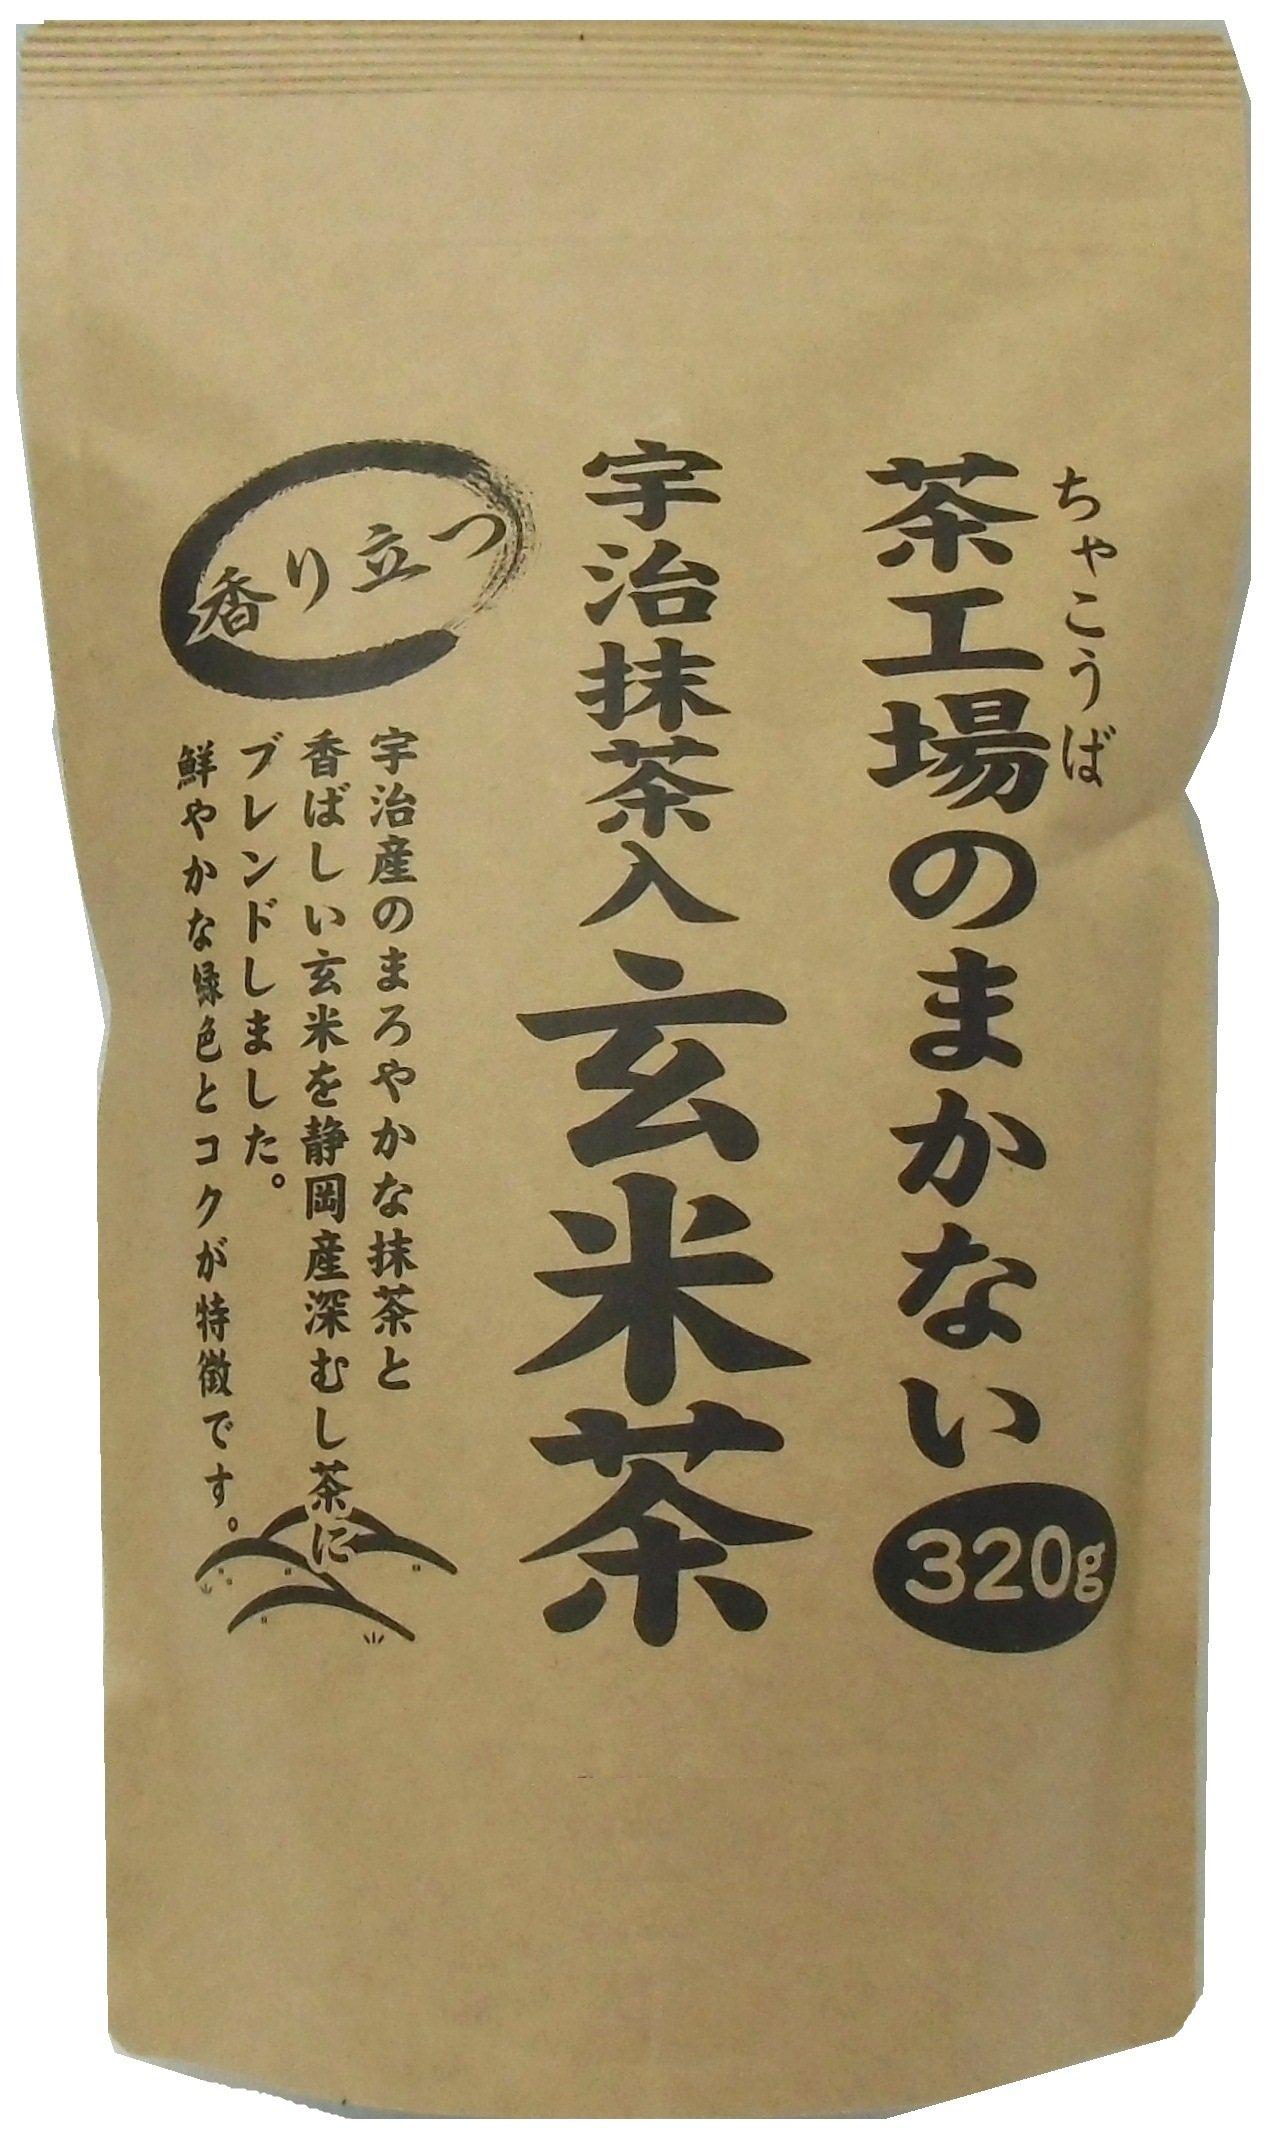 ちゃこうば
茶工場のまかない
320g
宇治抹茶入玄米茶
香り立つ
宇治産のまろやかな抹茶と
香ばしい玄米を静岡産深むし茶に
ブレンドしました。
鮮やかな緑色とコクが特徴です。